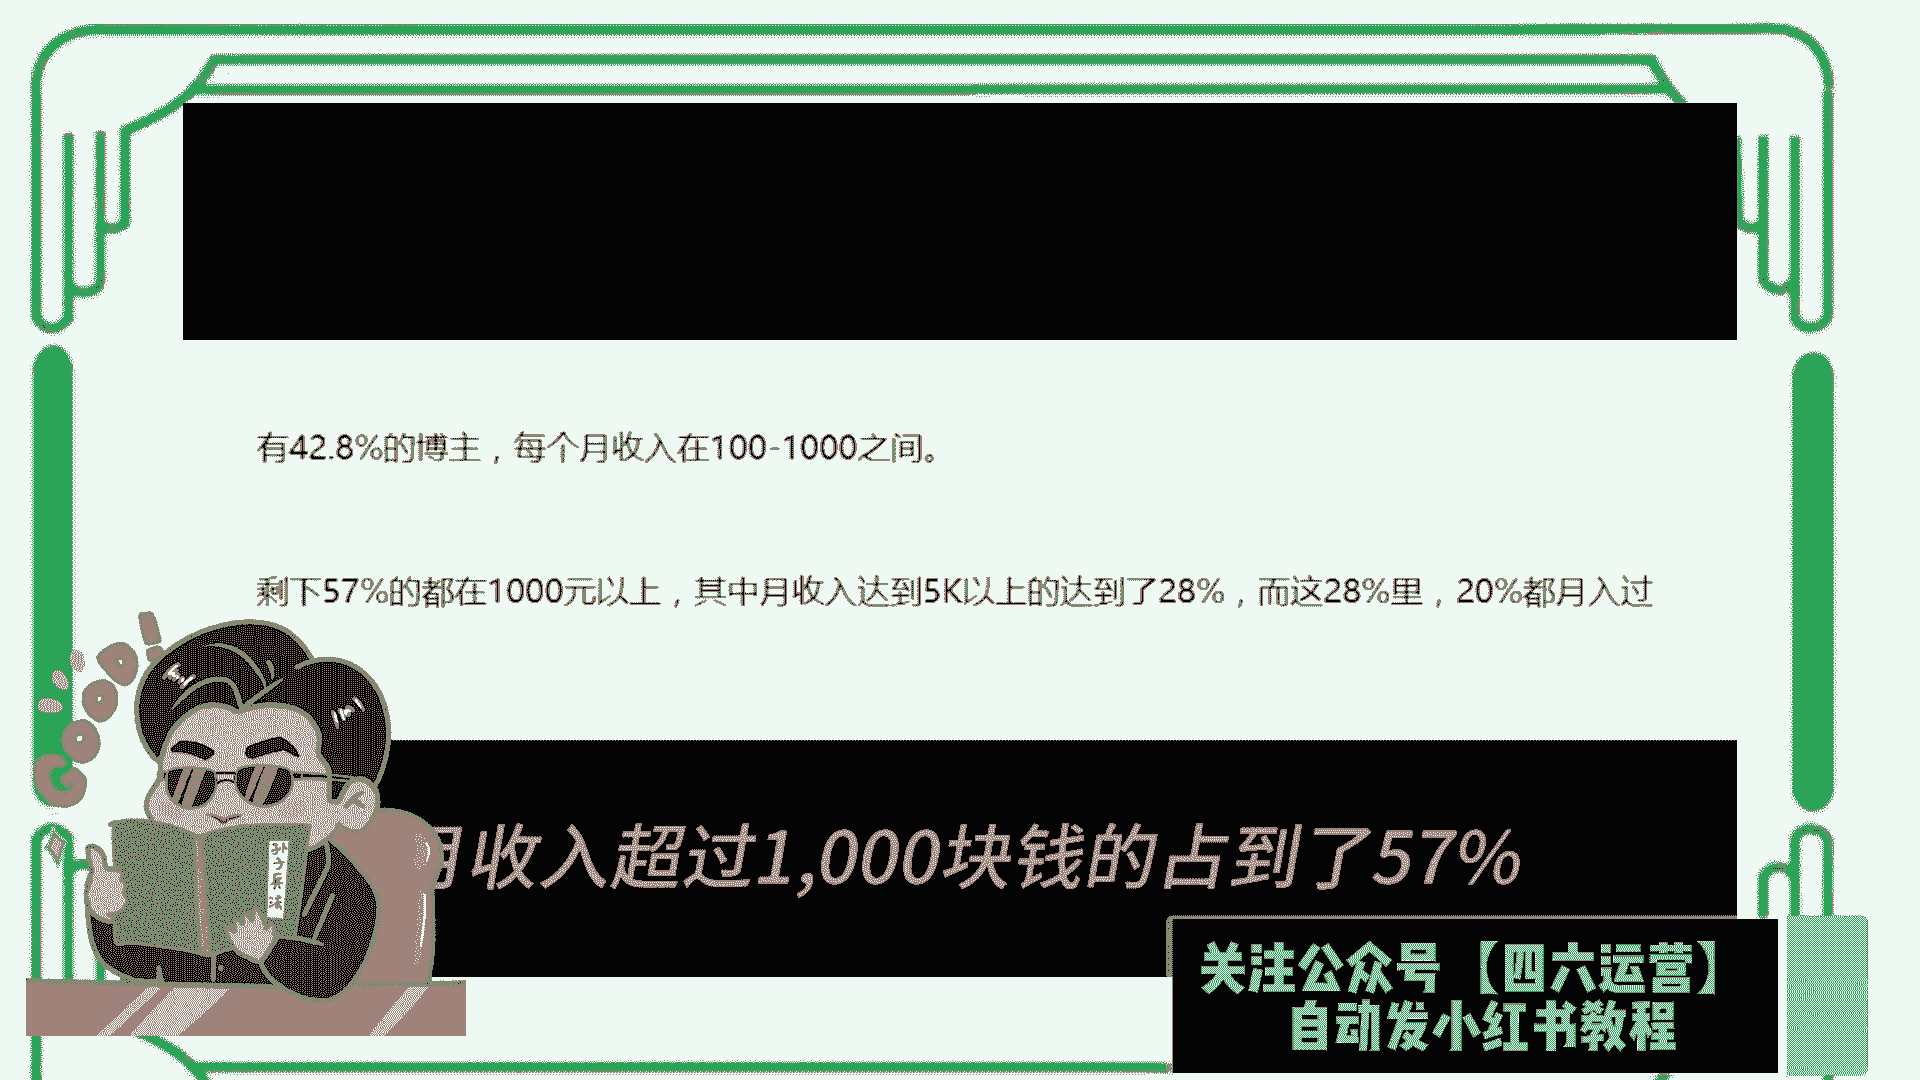 有42.8%的博主，每个月收入在100-1000之间。
剩下57%的都在1000元以上，其中月收入达到5K以上的达到了28%，而这28%里，20%都月入过
月收入超过1,000块钱的占到了57%
孙子兵法
关注公众号【四六运营】
自动发小红书教程